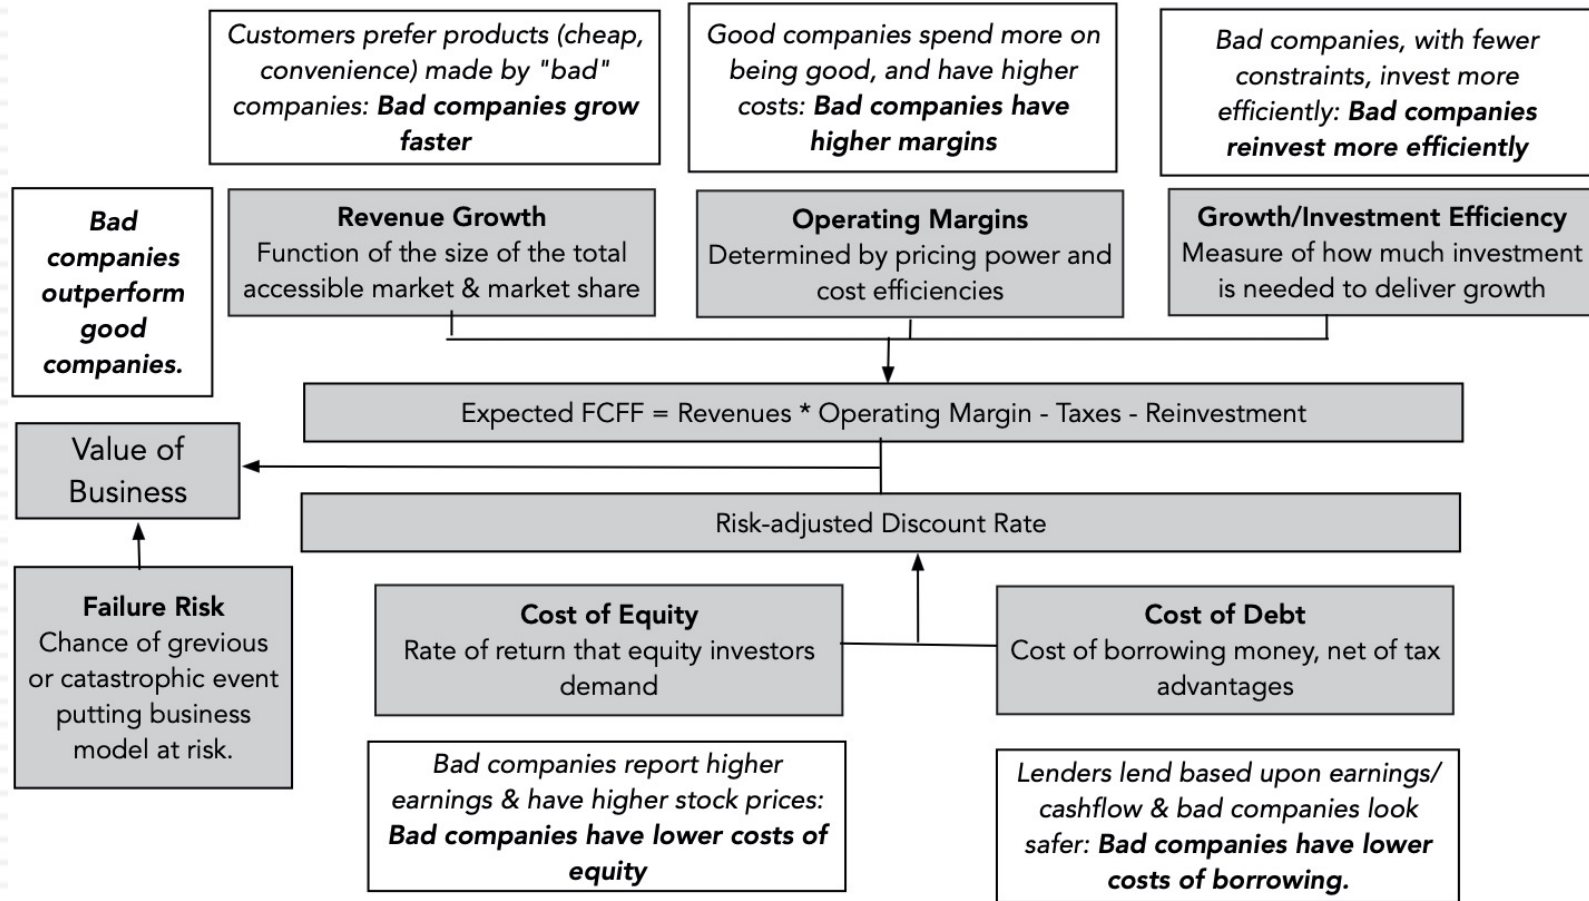 Customers prefer products (cheap,
convenience) made by "bad"
companies: Bad companies grow
faster
Good companies spend more on
being good, and have higher
costs: Bad companies have
higher margins
Bad companies, with fewer
constraints, invest more
efficiently: Bad companies
reinvest more efficiently
Bad
companies
outperform
good
companies.
Revenue Growth
Function of the size of the total
accessible market & market share
Operating Margins
Determined by pricing power and
cost efficiencies
Growth/Investment Efficiency
Measure of how much investment
is needed to deliver growth
Expected FCFF = Revenues * Operating Margin - Taxes - Reinvestment
Value of
Business
Risk-adjusted Discount Rate
Failure Risk
Chance of grevious
or catastrophic event
putting business
model at risk.
Cost of Equity
Rate of return that equity investors
demand
Cost of Debt
Cost of borrowing money, net of tax
advantages
Bad companies report higher
earnings & have higher stock prices:
Bad companies have lower costs of
equity
Lenders lend based upon earnings/
cashflow & bad companies look
safer: Bad companies have lower
costs of borrowing.